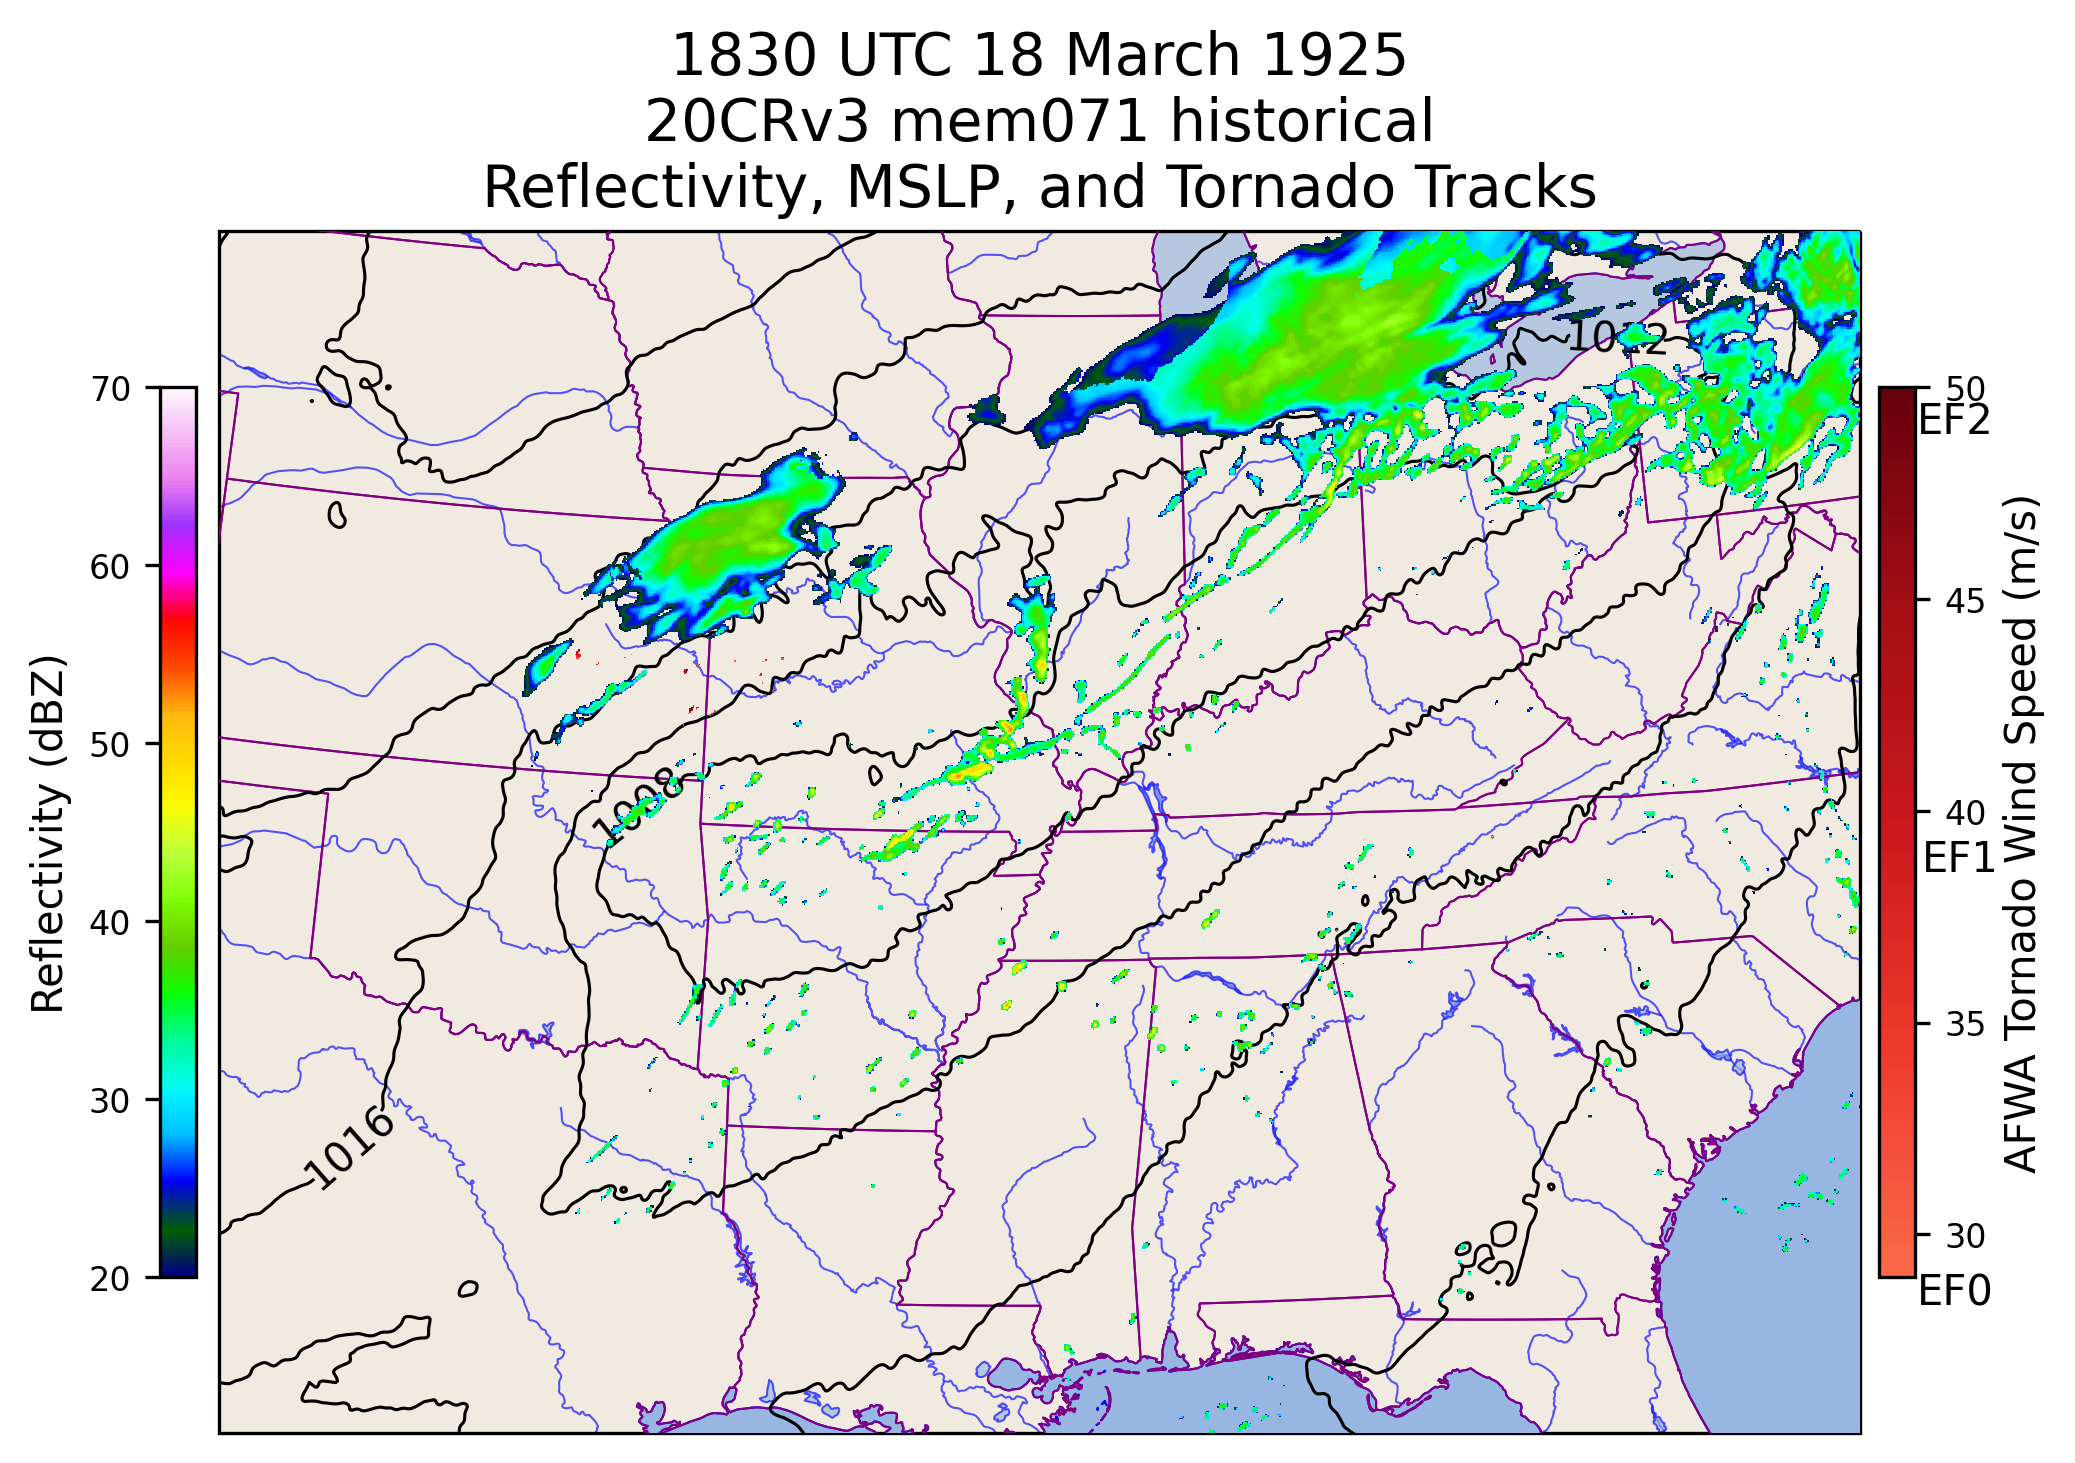 1830 UTC 18 March 1925
20CRv3 mem071 historical
Reflectivity, MSLP, and Tornado Tracks
1012
1008
1016
Reflectivity (dBZ)
70
60
50
40
30
20
50
EF2
45
40
EF1
35
30
EF0
AFWA Tornado Wind Speed (m/s)